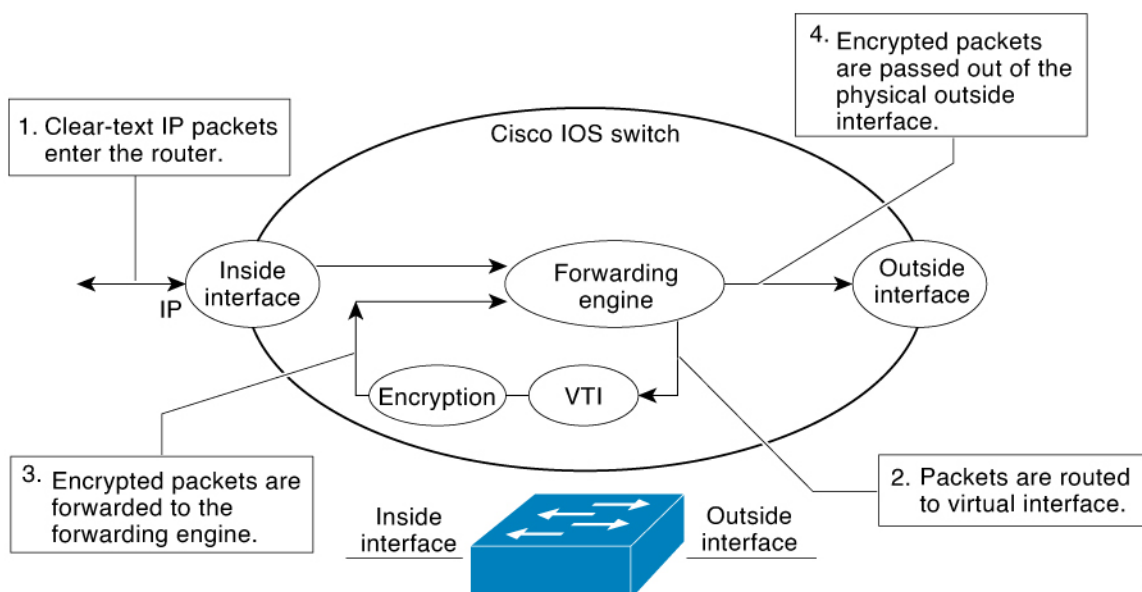 4. Encrypted packets
are passed out of the
physical outside
interface.
1. Clear-text IP packets
enter the router.
Cisco IOS switch
Inside
interface
Forwarding
engine
Outside
interface
IP
Encryption
VTI
3. Encrypted packets are
forwarded to the
forwarding engine.
2. Packets are routed
to virtual interface.
Inside
interface
Outside
interface